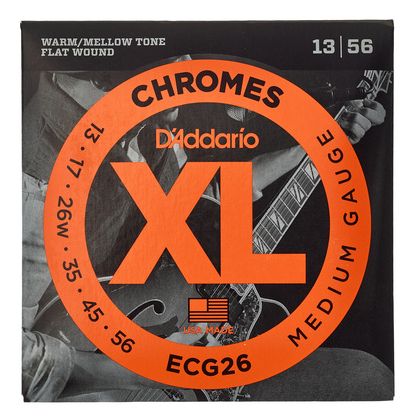 WARM/MELLOW TONE
FLAT WOUND
13 | 56
CHROMES
D'Addario
XL
13 • 17 • 26W • 35 • 45 • 56
MEDIUM GAUGE
USA MADE
ECG26